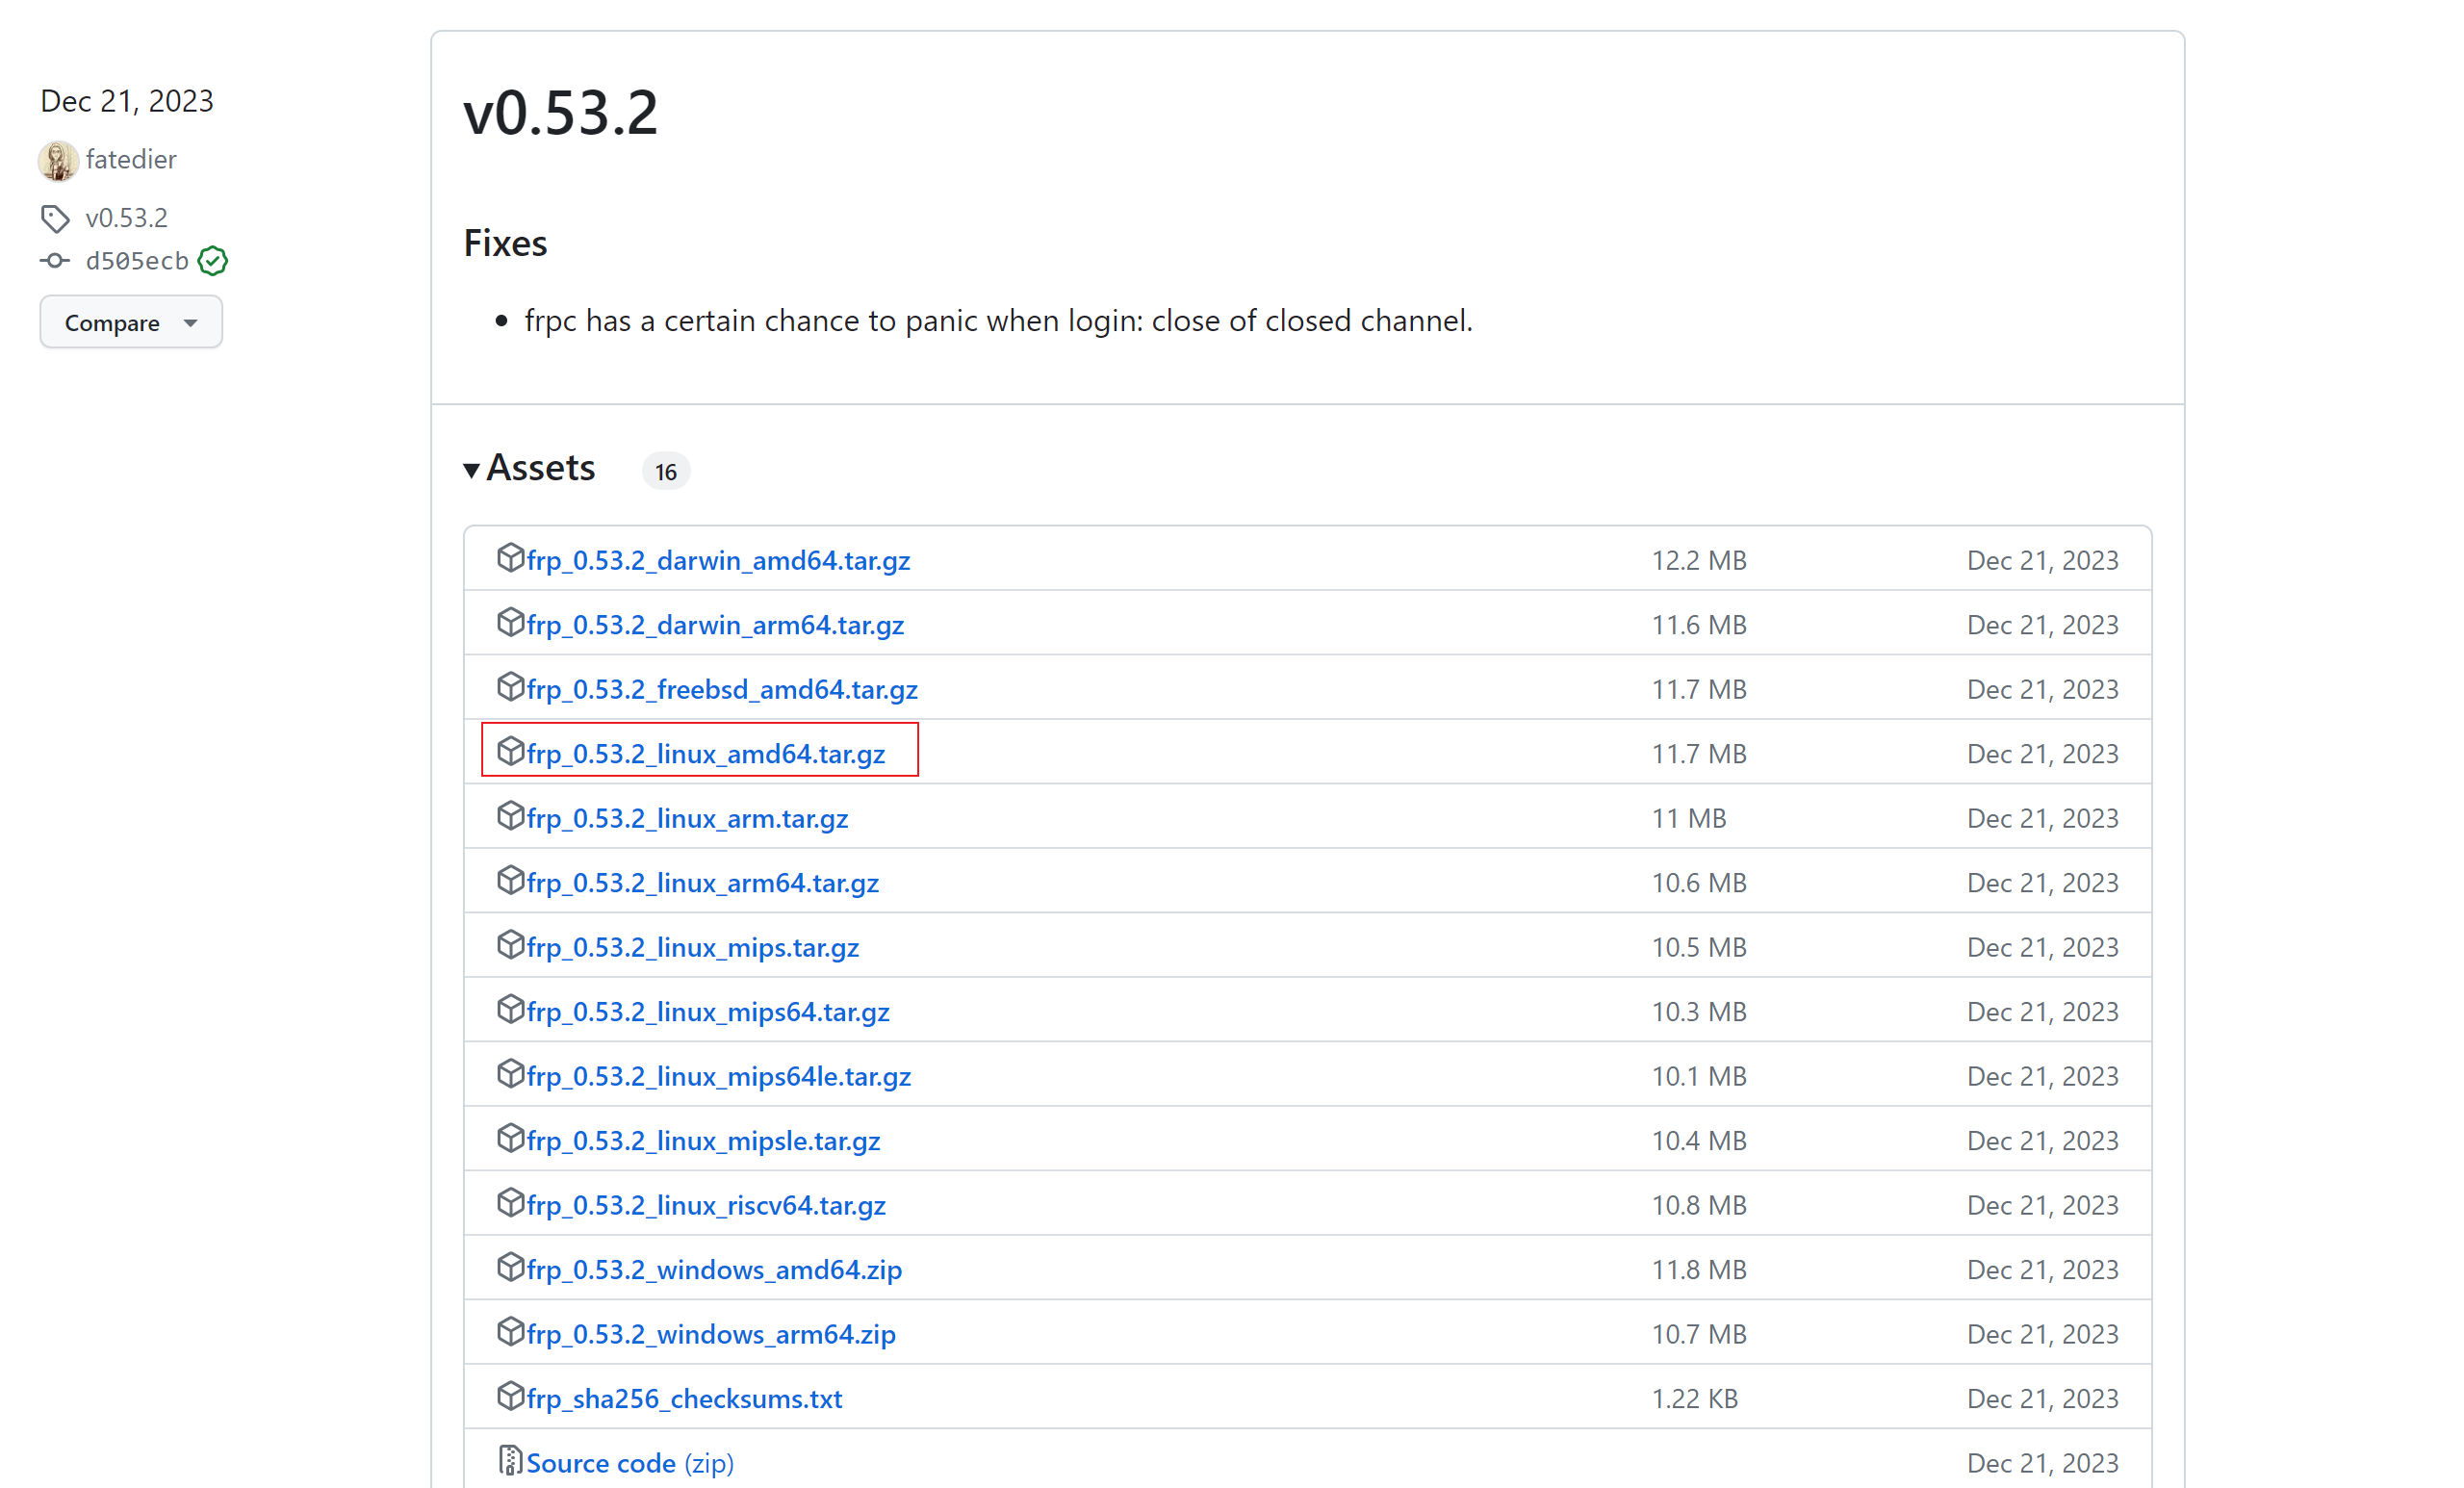 Dec 21, 2023
fatedier
v0.53.2
d505ecb
Compare
v0.53.2
Fixes
frpc has a certain chance to panic when login: close of closed channel.
Assets 16
frp_0.53.2_darwin_amd64.tar.gz 12.2 MB Dec 21, 2023
frp_0.53.2_darwin_arm64.tar.gz 11.6 MB Dec 21, 2023
frp_0.53.2_freebsd_amd64.tar.gz 11.7 MB Dec 21, 2023
frp_0.53.2_linux_amd64.tar.gz 11.7 MB Dec 21, 2023
frp_0.53.2_linux_arm.tar.gz 11 MB Dec 21, 2023
frp_0.53.2_linux_arm64.tar.gz 10.6 MB Dec 21, 2023
frp_0.53.2_linux_mips.tar.gz 10.5 MB Dec 21, 2023
frp_0.53.2_linux_mips64.tar.gz 10.3 MB Dec 21, 2023
frp_0.53.2_linux_mips64le.tar.gz 10.1 MB Dec 21, 2023
frp_0.53.2_linux_mipsle.tar.gz 10.4 MB Dec 21, 2023
frp_0.53.2_linux_riscv64.tar.gz 10.8 MB Dec 21, 2023
frp_0.53.2_windows_amd64.zip 11.8 MB Dec 21, 2023
frp_0.53.2_windows_arm64.zip 10.7 MB Dec 21, 2023
frp_sha256_checksums.txt 1.22 KB Dec 21, 2023
Source code (zip) Dec 21, 2023